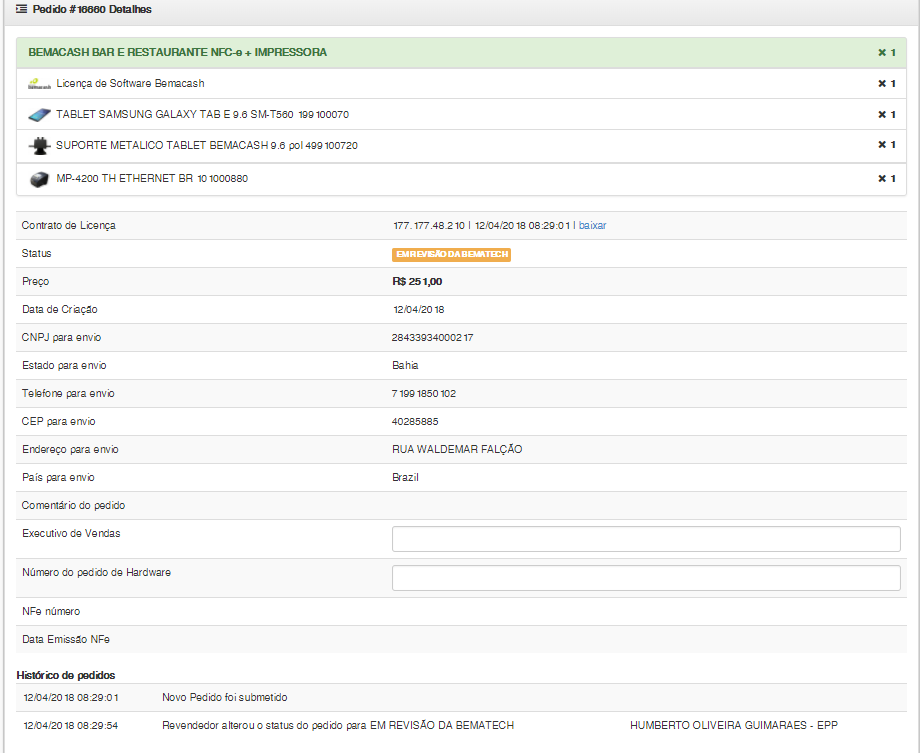 Pedido #16660 Detalhes
BEMACASH BAR E RESTAURANTE NFC-e + IMPRESSORA ✖ 1
Licença de Software Bemacash ✖ 1
TABLET SAMSUNG GALAXY TAB E 9.6 SM-T560 199100070 ✖ 1
SUPORTE METALICO TABLET BEMACASH 9.6 pol 499100720 ✖ 1
MP-4200 TH ETHERNET BR 101000880 ✖ 1
Contrato de Licença 177.177.48.210 | 12/04/2018 08:29:01 | baixar
Status EM REVISÃO DA BEMATECH
Preço R$ 251,00
Data de Criação 12/04/2018
CNPJ para envio 28433934000217
Estado para envio Bahia
Telefone para envio 71991850102
CEP para envio 40285885
Endereço para envio RUA WALDEMAR FALÇÃO
País para envio Brazil
Comentário do pedido
Executivo de Vendas
Número do pedido de Hardware
NFe número
Data Emissão NFe
Histórico de pedidos
12/04/2018 08:29:01 Novo Pedido foi submetido
12/04/2018 08:29:54 Revendedor alterou o status do pedido para EM REVISÃO DA BEMATECH HUMBERTO OLIVEIRA GUIMARAES - EPP